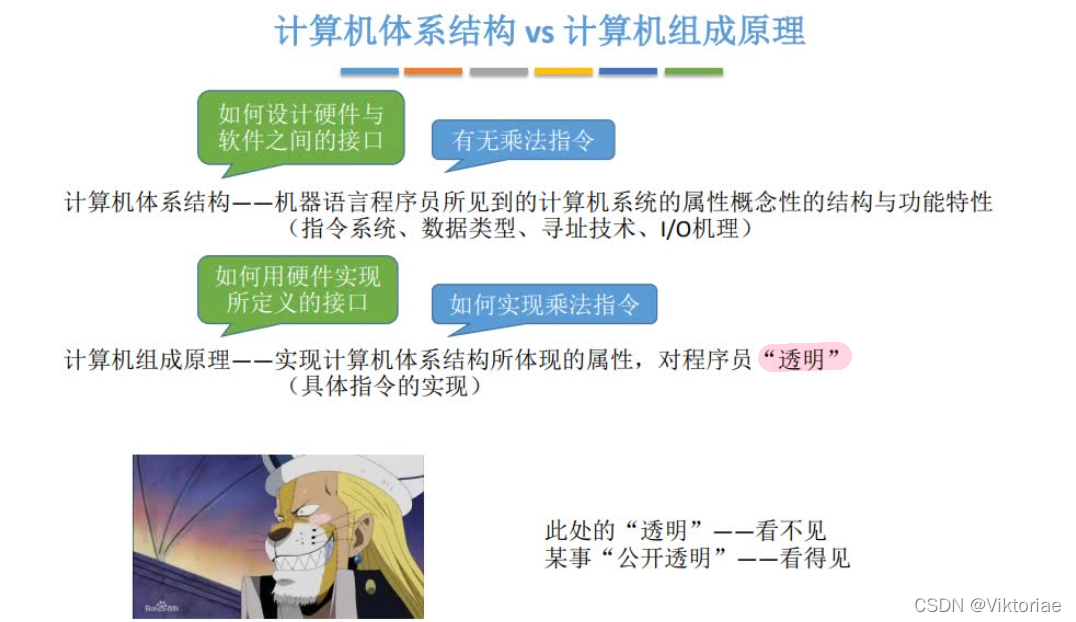 计算机体系结构 vs 计算机组成原理
如何设计硬件与
软件之间的接口
有无乘法指令
计算机体系结构——机器语言程序员所见到的计算机系统的属性概念性的结构与功能特性
（指令系统、数据类型、寻址技术、I/O机理）
如何用硬件实现
所定义的接口
如何实现乘法指令
计算机组成原理——实现计算机体系结构所体现的属性，对程序员“透明”
（具体指令的实现）
此处的“透明”——看不见
某事“公开透明”——看得见
Bai百科
CSDN @Viktoriae